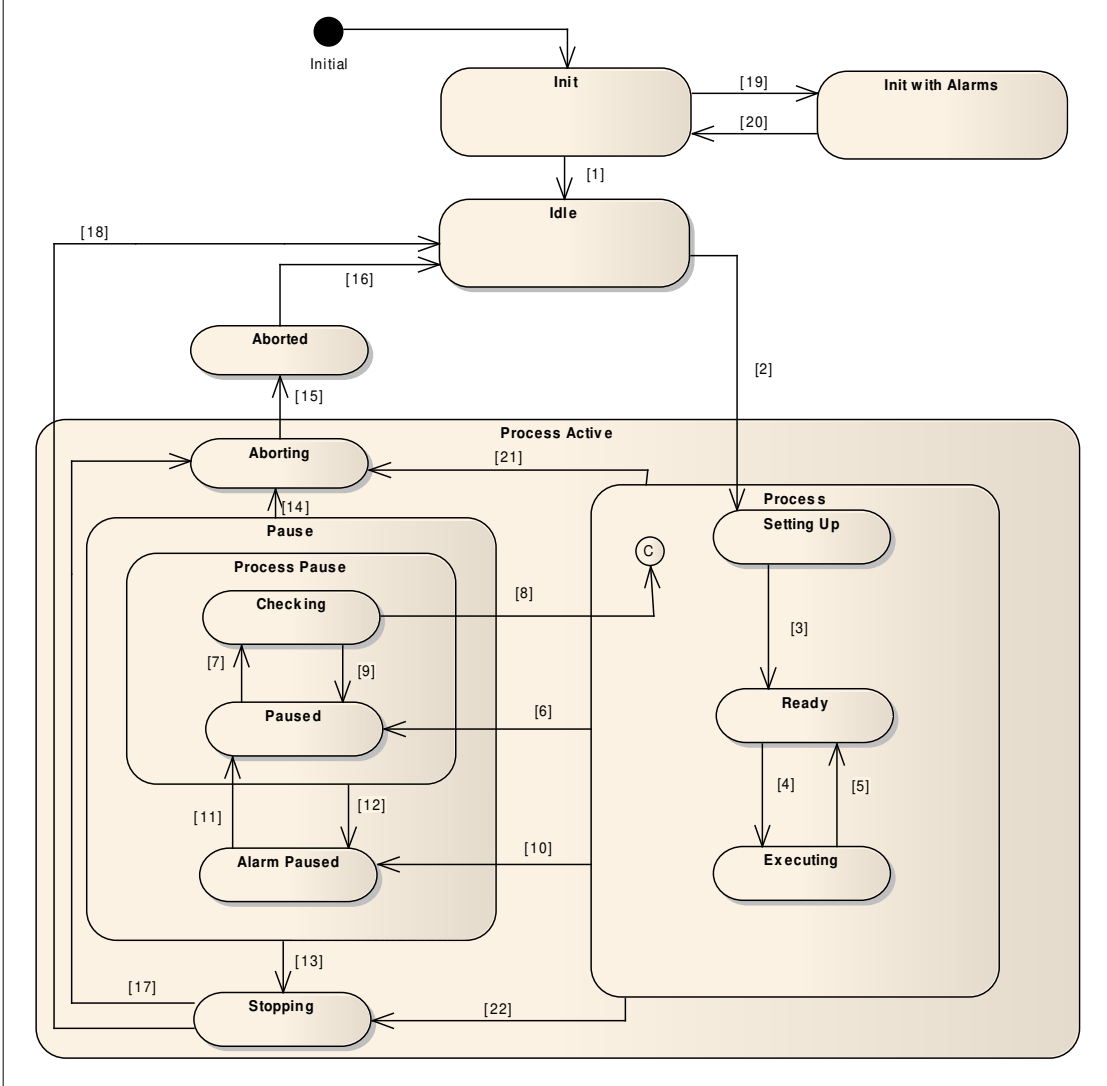 Initial
Init
[19]
Init with Alarms
[20]
[1]
Idle
[18]
[16]
Aborted
[2]
[15]
Process Active
Aborting
[21]
[14]
Process
Setting Up
Pause
C
Process Pause
Checking
[8]
[3]
[7]
[9]
Paused
[6]
Ready
[4]
[5]
[11]
[12]
[10]
Alarm Paused
Executing
[13]
[17]
Stopping
[22]